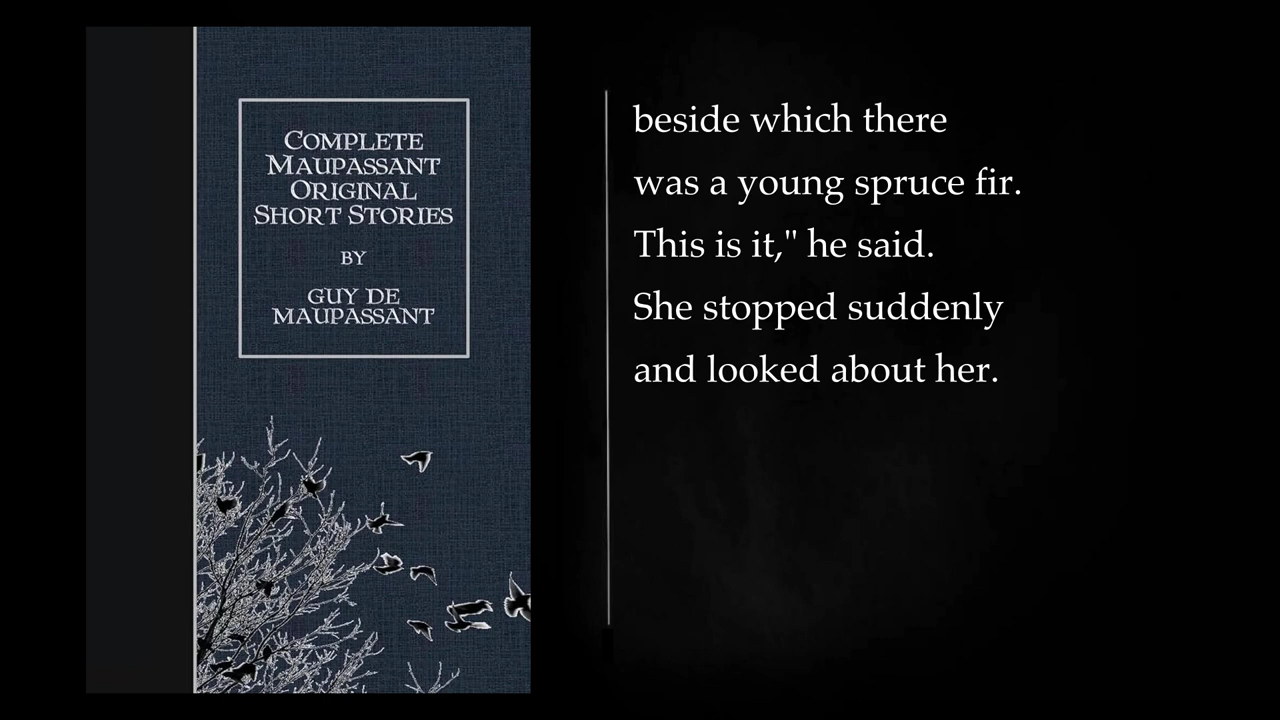 COMPLETE
MAUPASSANT
ORIGINAL
SHORT STORIES
BY
GUY DE
MAUPASSANT
beside which there
was a young spruce fir.
This is it," he said.
She stopped suddenly
and looked about her.